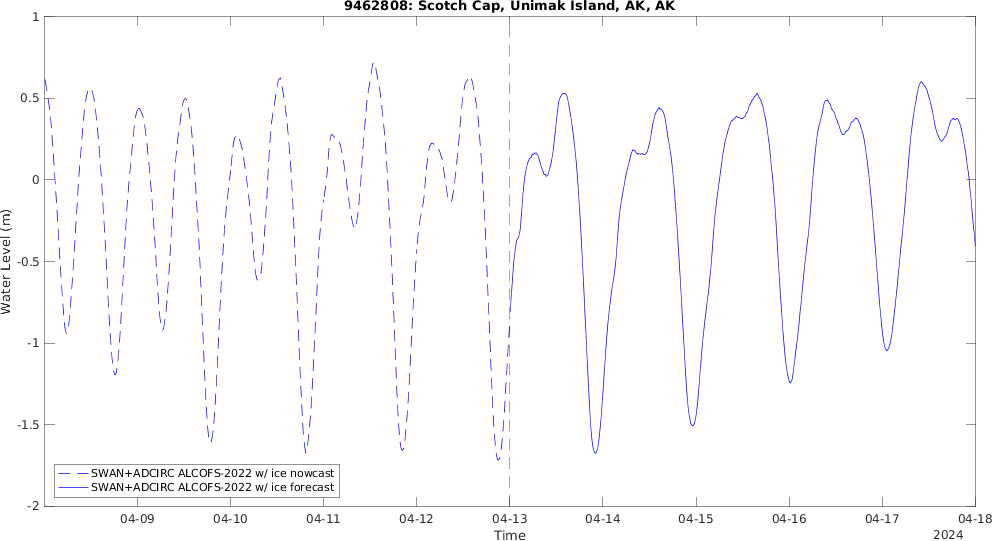 9462808: Scotch Cap, Unimak Island, AK, AK
1
0.5
0
-0.5
-1
-1.5
-2
Water Level (m)
SWAN+ADCIRC ALCOFS-2022 w/ ice nowcast
SWAN+ADCIRC ALCOFS-2022 w/ ice forecast
04-09 04-10 04-11 04-12 04-13 04-14 04-15 04-16 04-17 04-18
Time
2024